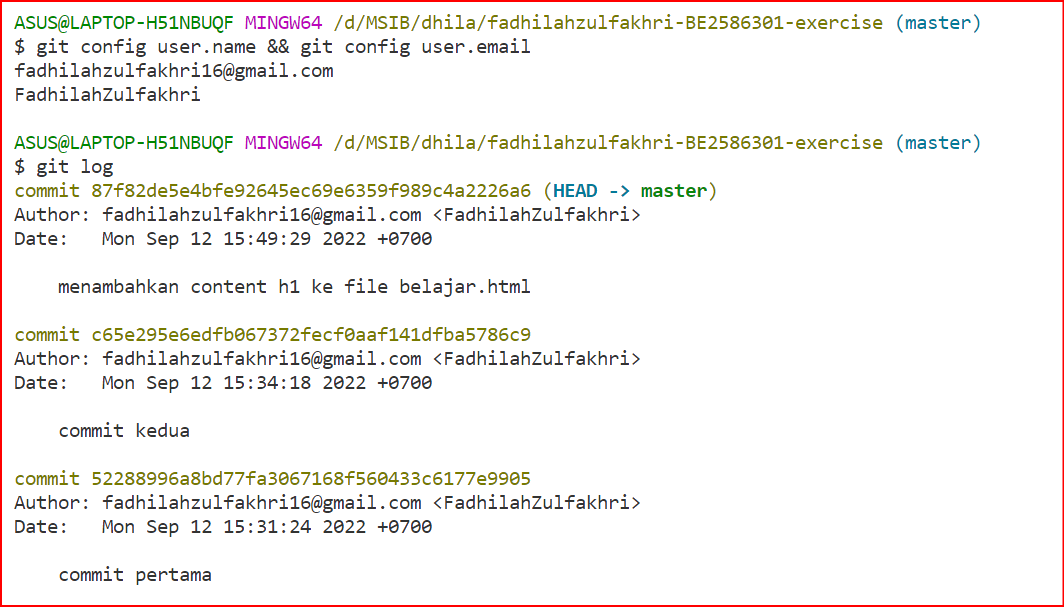 ASUS@LAPTOP-H51NBUQF MINGW64 /d/MSIB/dhila/fadhilahzulfakhri-BE2586301-exercise (master)
$ git config user.name && git config user.email
fadhilahzulfakhri16@gmail.com
FadhilahZulfakhri
ASUS@LAPTOP-H51NBUQF MINGW64 /d/MSIB/dhila/fadhilahzulfakhri-BE2586301-exercise (master)
$ git log
commit 87f82de5e4bfe92645ec69e6359f989c4a2226a6 (HEAD -> master)
Author: fadhilahzulfakhri16@gmail.com <FadhilahZulfakhri>
Date:   Mon Sep 12 15:49:29 2022 +0700
    menambahkan content h1 ke file belajar.html
commit c65e295e6edfb067372fecf0aaf141dfba5786c9
Author: fadhilahzulfakhri16@gmail.com <FadhilahZulfakhri>
Date:   Mon Sep 12 15:34:18 2022 +0700
    commit kedua
commit 52288996a8bd77fa3067168f560433c6177e9905
Author: fadhilahzulfakhri16@gmail.com <FadhilahZulfakhri>
Date:   Mon Sep 12 15:31:24 2022 +0700
    commit pertama